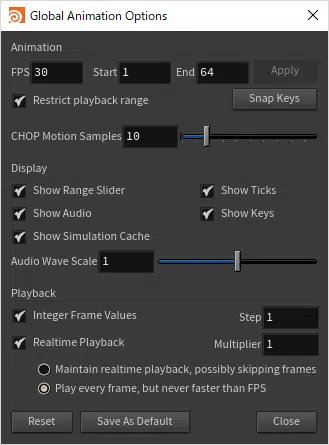 Global Animation Options
Animation
FPS 30 Start 1 End 64 Apply
Restrict playback range Snap Keys
CHOP Motion Samples 10
Display
Show Range Slider Show Ticks
Show Audio Show Keys
Show Simulation Cache
Audio Wave Scale 1
Playback
Integer Frame Values Step 1
Realtime Playback Multiplier 1
Maintain realtime playback, possibly skipping frames
Play every frame, but never faster than FPS
Reset Save As Default Close